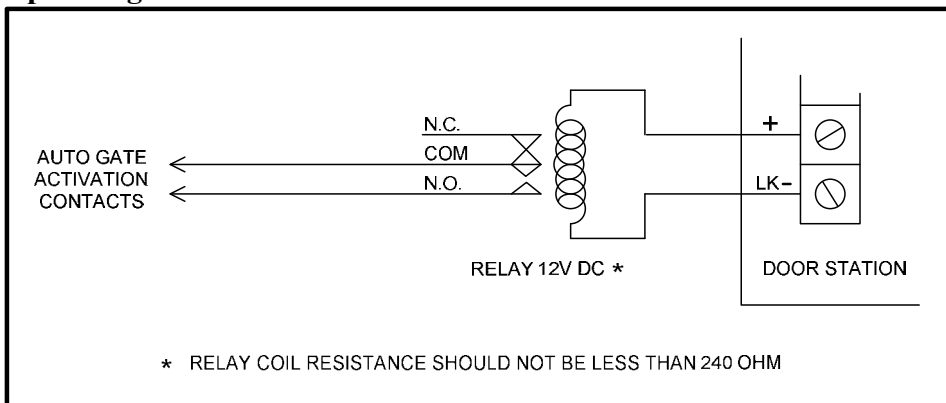 N.C.
COM
N.O.
AUTO GATE
ACTIVATION
CONTACTS
+
LK-
RELAY 12V DC *
DOOR STATION
* RELAY COIL RESISTANCE SHOULD NOT BE LESS THAN 240 OHM